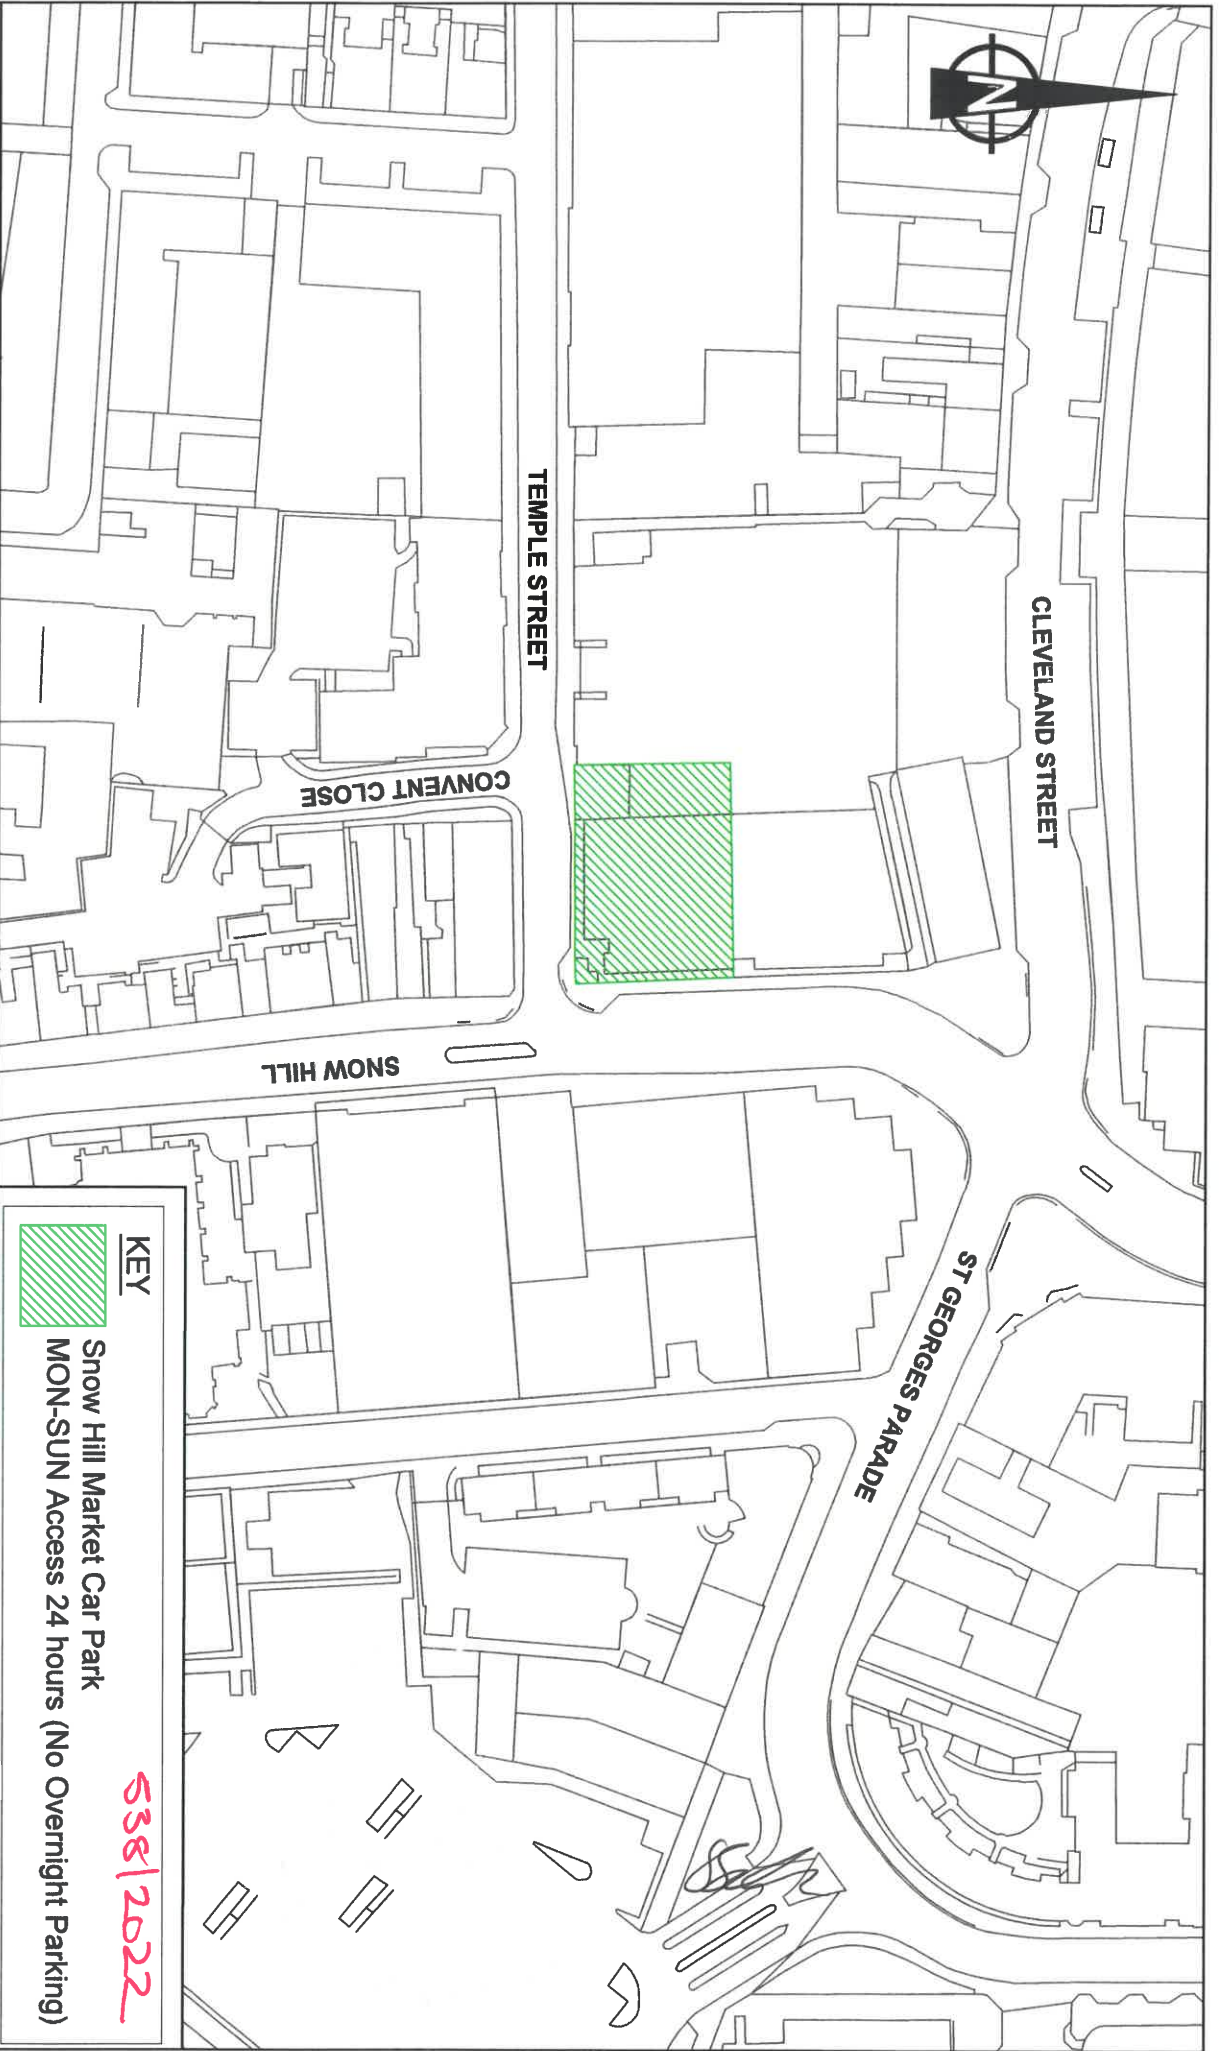 N
CLEVELAND STREET
TEMPLE STREET
CONVENT CLOSE
SNOW HILL
ST GEORGES PARADE
KEY
538/2022
Snow Hill Market Car Park
MON-SUN Access 24 hours (No Overnight Parking)